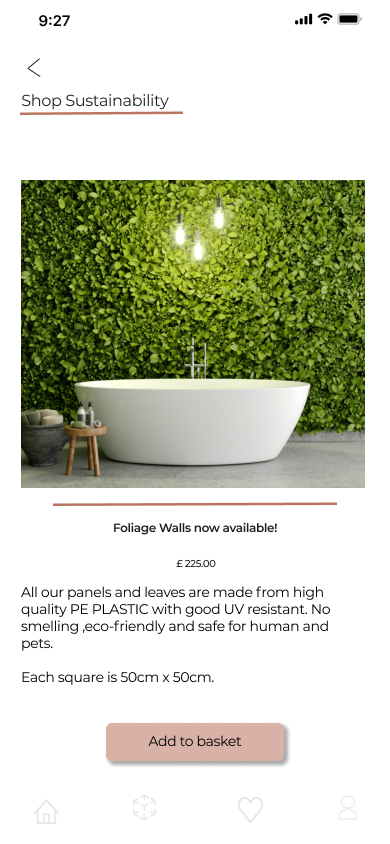 9:27
Shop Sustainability
Foliage Walls now available!
£ 225.00
All our panels and leaves are made from high
quality PE PLASTIC with good UV resistant. No
smelling ,eco-friendly and safe for human and
pets.
Each square is 50cm x 50cm.
Add to basket